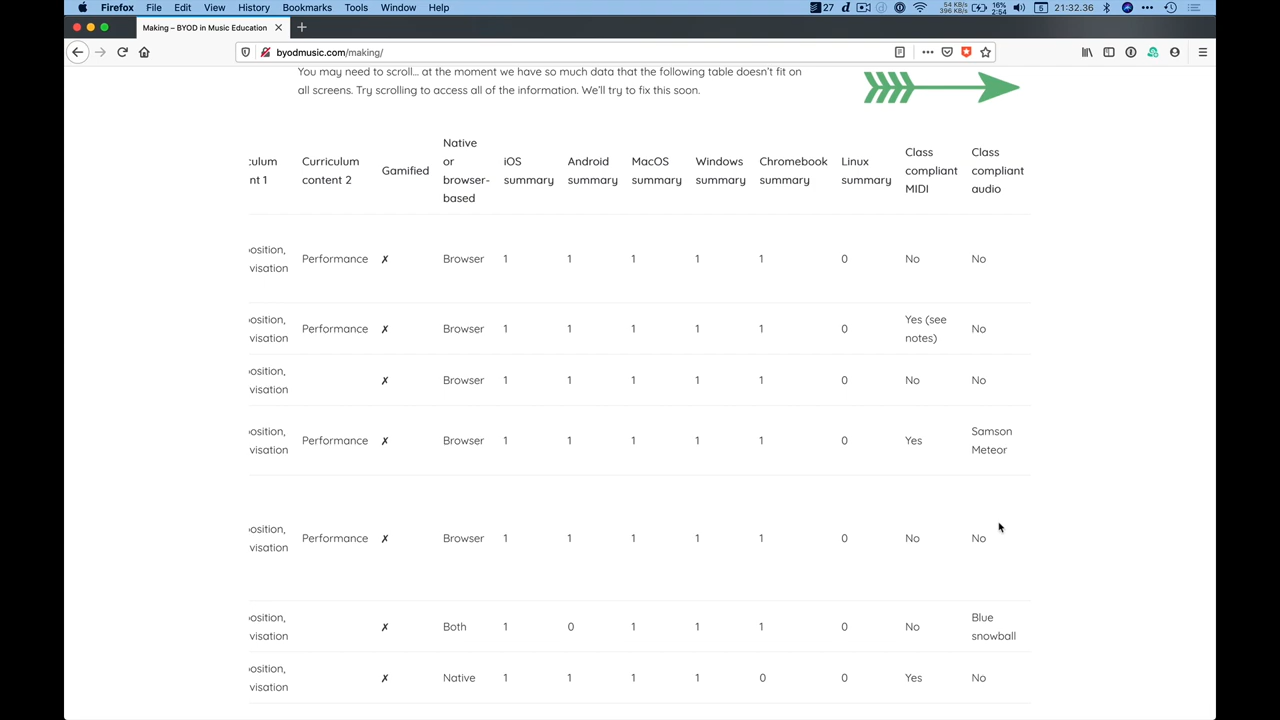 Firefox File Edit View History Bookmarks Tools Window Help 27 54 KB/s 396 KB/s 16% 2:54 5 21:32.36
Making – BYOD in Music Education
byodmusic.com/making/
You may need to scroll... at the moment we have so much data that the following table doesn't fit on
all screens. Try scrolling to access all of the information. We'll try to fix this soon.
culum
nt 1
Curriculum
content 2
Gamified
Native
or
browser-
based
iOS
summary
Android
summary
MacOS
summary
Windows
summary
Chromebook
summary
Linux
summary
Class
compliant
MIDI
Class
compliant
audio
osition,
visation
Performance ✗ Browser 1 1 1 1 1 0 No No
osition,
visation
Performance ✗ Browser 1 1 1 1 1 0
Yes (see
notes)
No
osition,
visation
✗ Browser 1 1 1 1 1 0 No No
osition,
visation
Performance ✗ Browser 1 1 1 1 1 0 Yes
Samson
Meteor
osition,
visation
Performance ✗ Browser 1 1 1 1 1 0 No No
osition,
visation
✗ Both 1 0 1 1 1 0 No
Blue
snowball
osition,
visation
✗ Native 1 1 1 1 0 0 Yes No